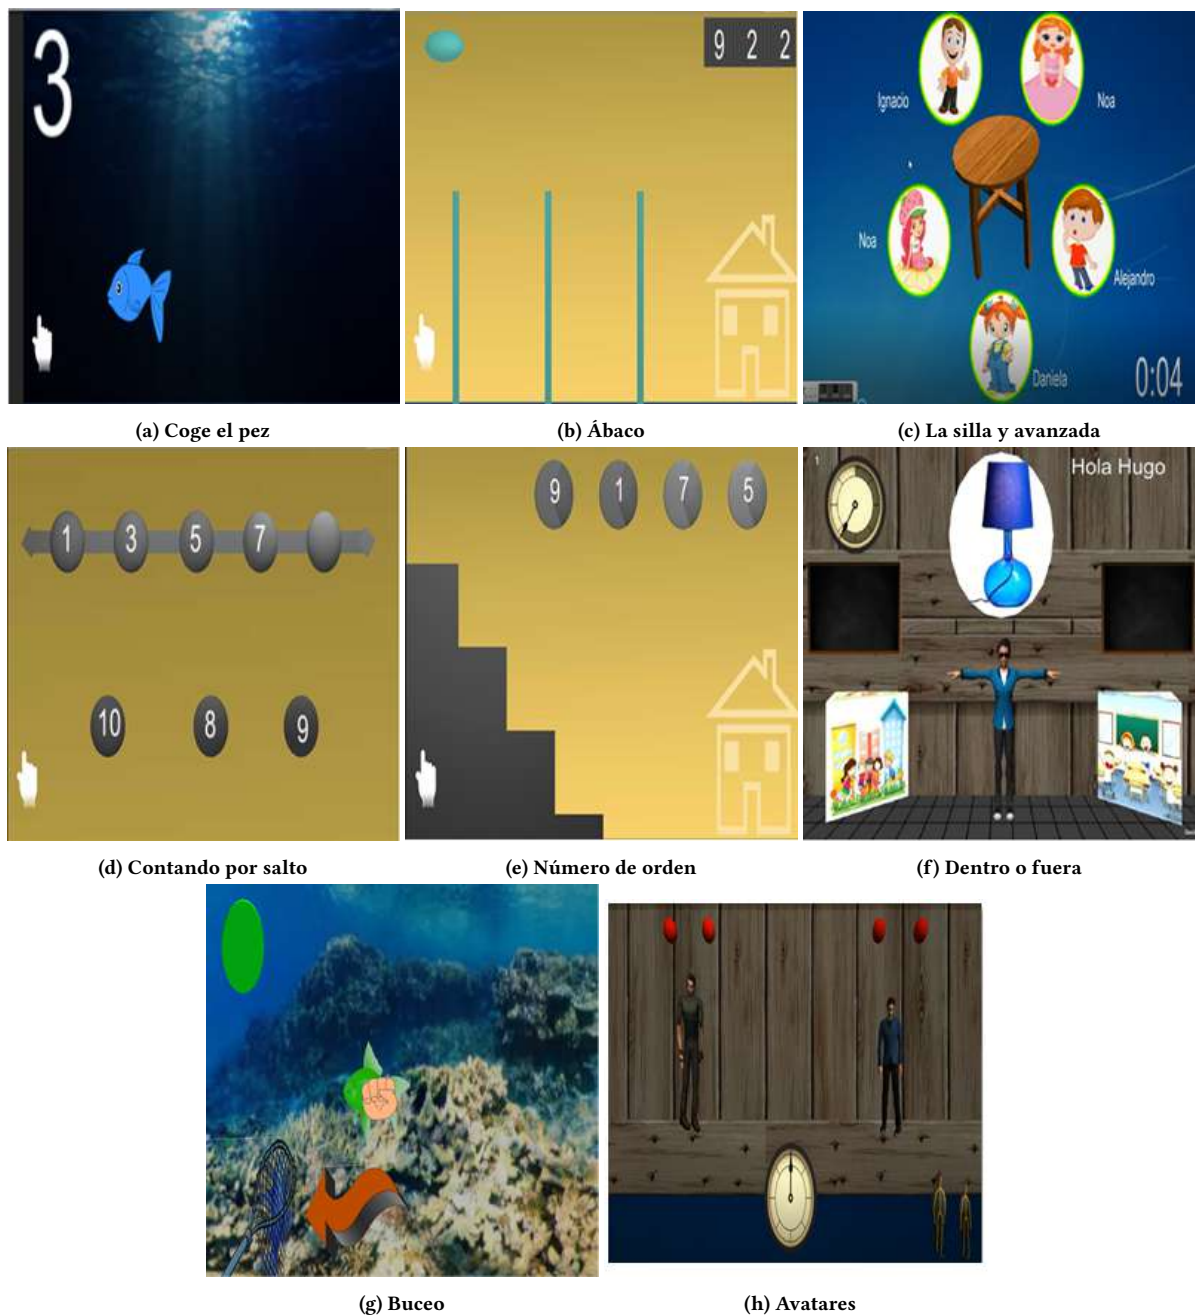 3
9 2 2
Ignacio
Noa
Noa
Alejandro
Daniela
0:04
(a) Coge el pez
(b) Ábaco
(c) La silla y avanzada
1 3 5 7
10 8 9
9 1 7 5
1
Hola Hugo
(d) Contando por salto
(e) Número de orden
(f) Dentro o fuera
(g) Buceo
(h) Avatares